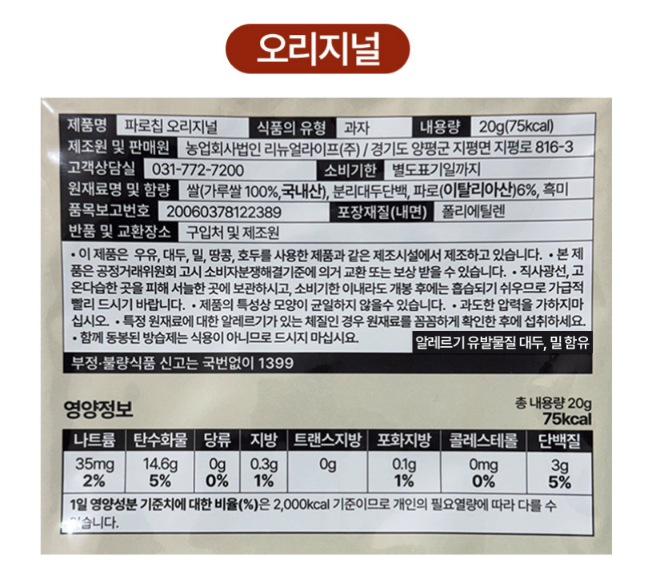 오리지널
제품명 파로칩 오리지널 식품의 유형 과자 내용량 20g(75kcal)
제조원 및 판매원 농업회사법인 리뉴얼라이프(주) / 경기도 양평군 지평면 지평로 816-3
고객상담실 031-772-7200 소비기한 별도표기일까지
원재료명 및 함량 쌀(가루쌀 100%,국내산), 분리대두단백, 파로(이탈리아산)6%, 흑미
품목보고번호 20060378122389 포장재질(내면) 폴리에틸렌
반품 및 교환장소 구입처 및 제조원
• 이 제품은 우유, 대두, 밀, 땅콩, 호두를 사용한 제품과 같은 제조시설에서 제조하고 있습니다. • 본 제
품은 공정거래위원회 고시 소비자분쟁해결기준에 의거 교환 또는 보상 받을 수 있습니다. • 직사광선, 고
온다습한 곳을 피해 서늘한 곳에 보관하시고, 소비기한 이내라도 개봉 후에는 흡습되기 쉬우므로 가급적
빨리 드시기 바랍니다. • 제품의 특성상 모양이 균일하지 않을수 있습니다. • 과도한 압력을 가하지마
십시오. • 특정 원재료에 대한 알레르기가 있는 체질인 경우 원재료를 꼼꼼하게 확인한 후에 섭취하세요.
• 함께 동봉된 방습제는 식용이 아니므로 드시지 마십시요.
알레르기 유발물질 대두, 밀 함유
부정·불량식품 신고는 국번없이 1399
영양정보
총 내용량 20g
75kcal
나트륨 탄수화물 당류 지방 트랜스지방 포화지방 콜레스테롤 단백질
35mg 14.6g 0g 0.3g 0g 0.1g 0mg 3g
2% 5% 0% 1% 1% 0% 5%
1일 영양성분 기준치에 대한 비율(%)은 2,000kcal 기준이므로 개인의 필요열량에 따라 다를 수
있습니다.